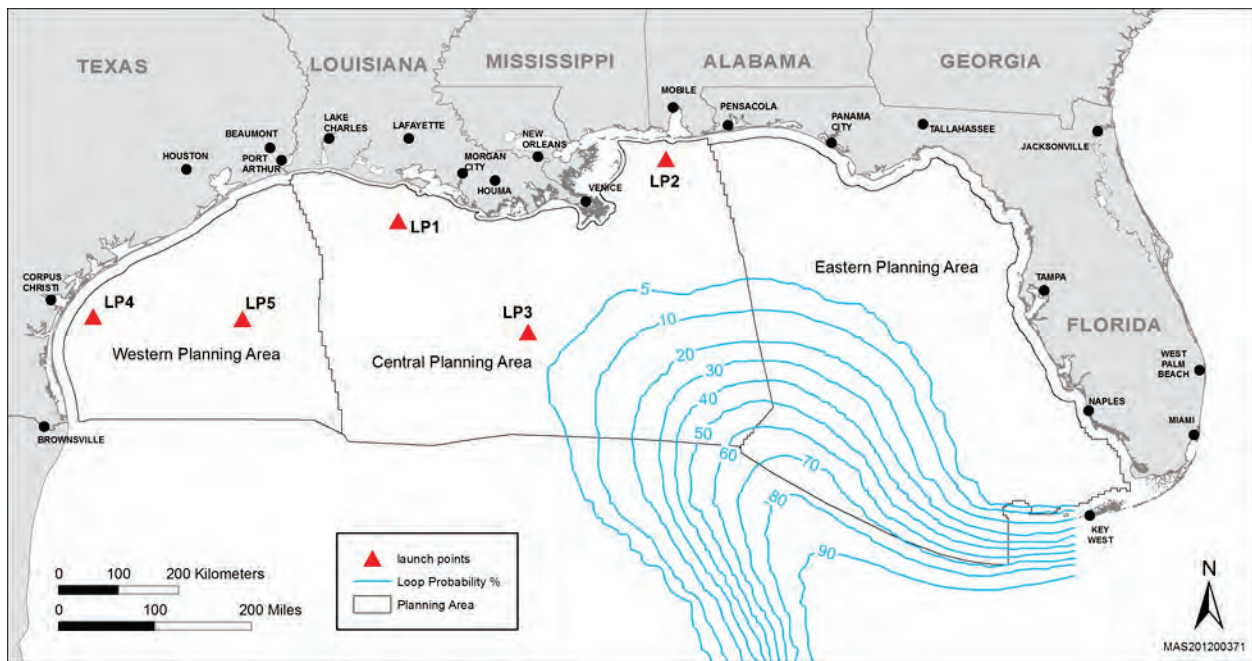 TEXAS
LOUISIANA
MISSISSIPPI
ALABAMA
GEORGIA
MOBILE
PENSACOLA
PANAMA
CITY
TALLAHASSEE
JACKSONVILLE
LAKE
CHARLES
LAFAYETTE
BEAUMONT
PORT
ARTHUR
HOUSTON
NEW
ORLEANS
MORGAN
CITY
HOUMA
VENICE
LP2
LP1
Eastern Planning Area
CORPUS
CHRISTI
TAMPA
LP4
LP5
LP3
FLORIDA
Western Planning Area
Central Planning Area
WEST
PALM
BEACH
NAPLES
MIAMI
BROWNSVILLE
KEY
WEST
5
10
20
30
40
50
60
70
80
90
launch points
Loop Probability %
Planning Area
0 100 200 Kilometers
0 100 200 Miles
N
MAS201200371